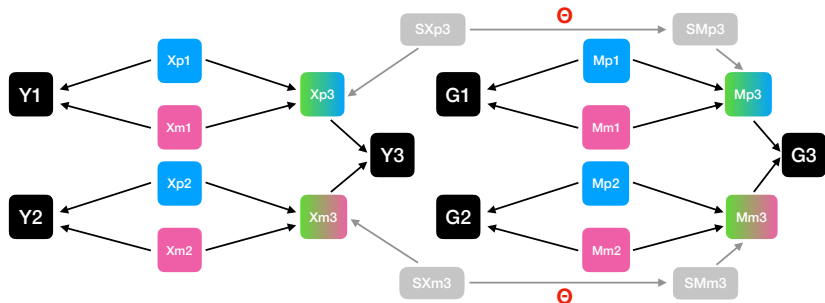 Θ
SXp3
SMp3
Xp1
Mp1
Y1
Xp3
G1
Mp3
Xm1
Mm1
Y3
G3
Xp2
Mp2
Y2
Xm3
G2
Mm3
Xm2
Mm2
SXm3
SMm3
Θ